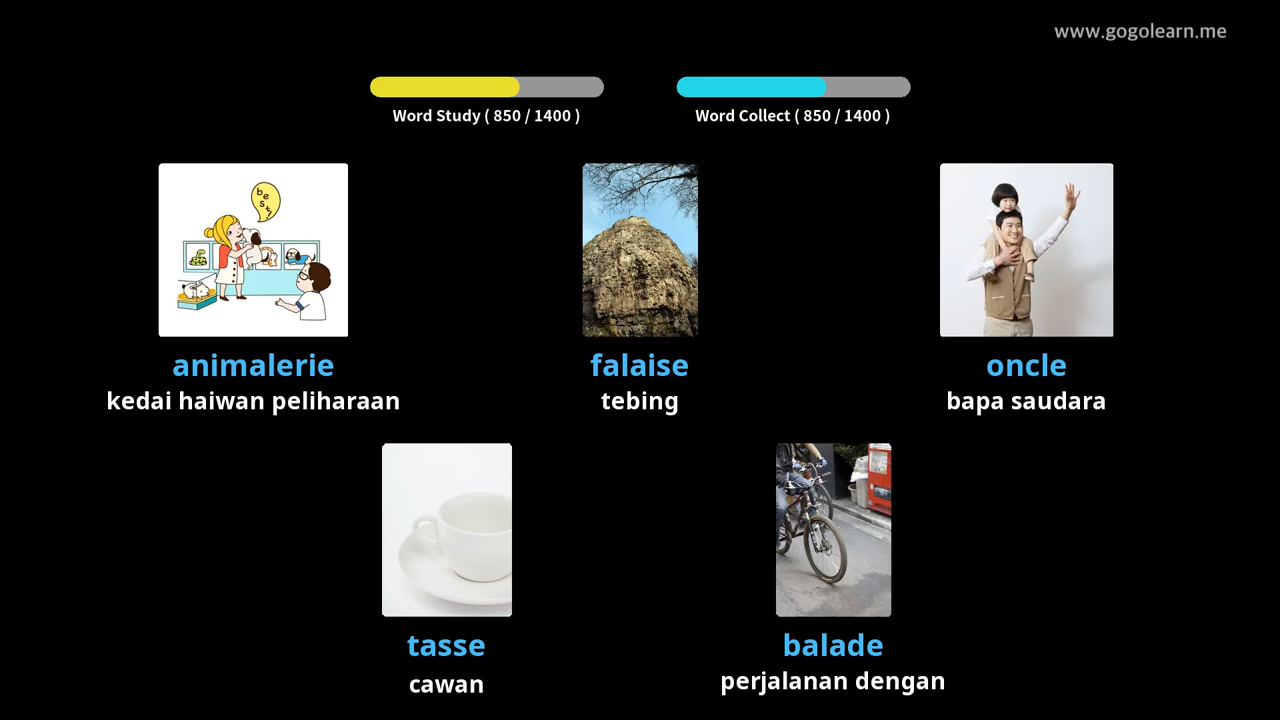 www.gogolearn.me
Word Study ( 850 / 1400 )
Word Collect ( 850 / 1400 )
best
animalerie
kedai haiwan peliharaan
falaise
tebing
oncle
bapa saudara
tasse
cawan
balade
perjalanan dengan